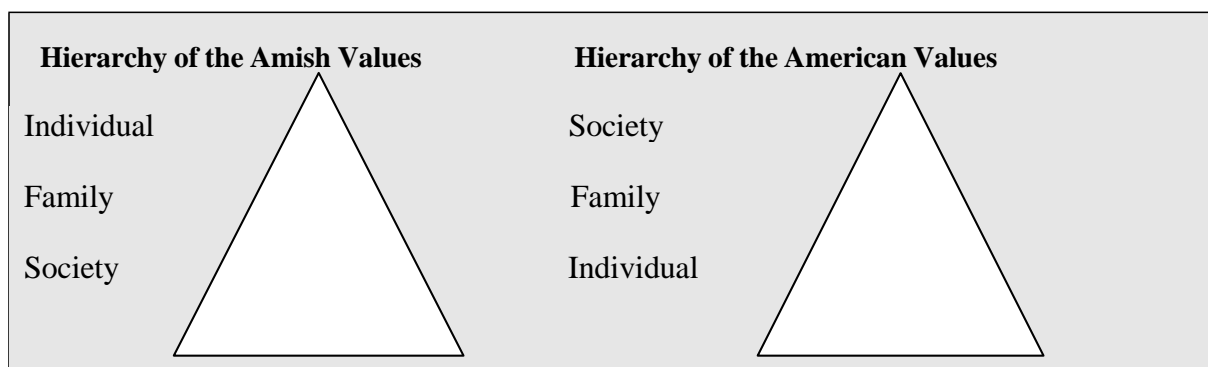 Hierarchy of the Amish Values
Individual
Family
Society
Hierarchy of the American Values
Society
Family
Individual